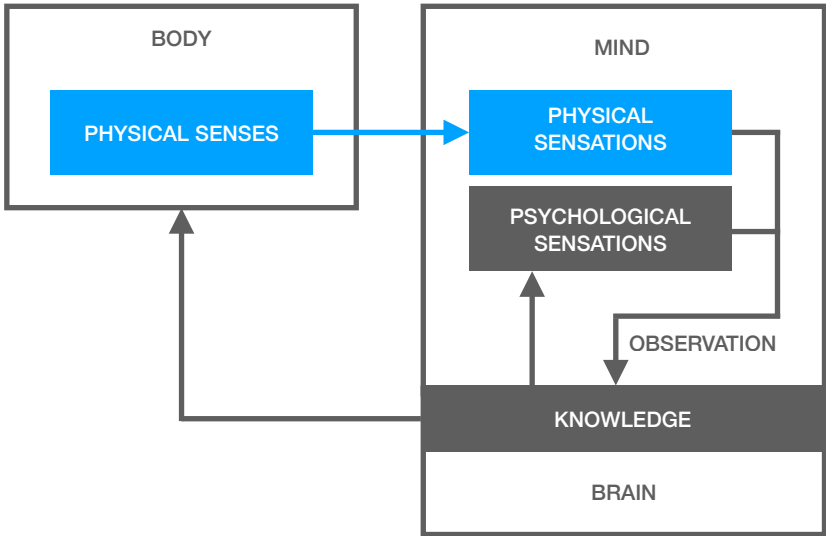 BODY
PHYSICAL SENSES
MIND
PHYSICAL
SENSATIONS
PSYCHOLOGICAL
SENSATIONS
OBSERVATION
KNOWLEDGE
BRAIN